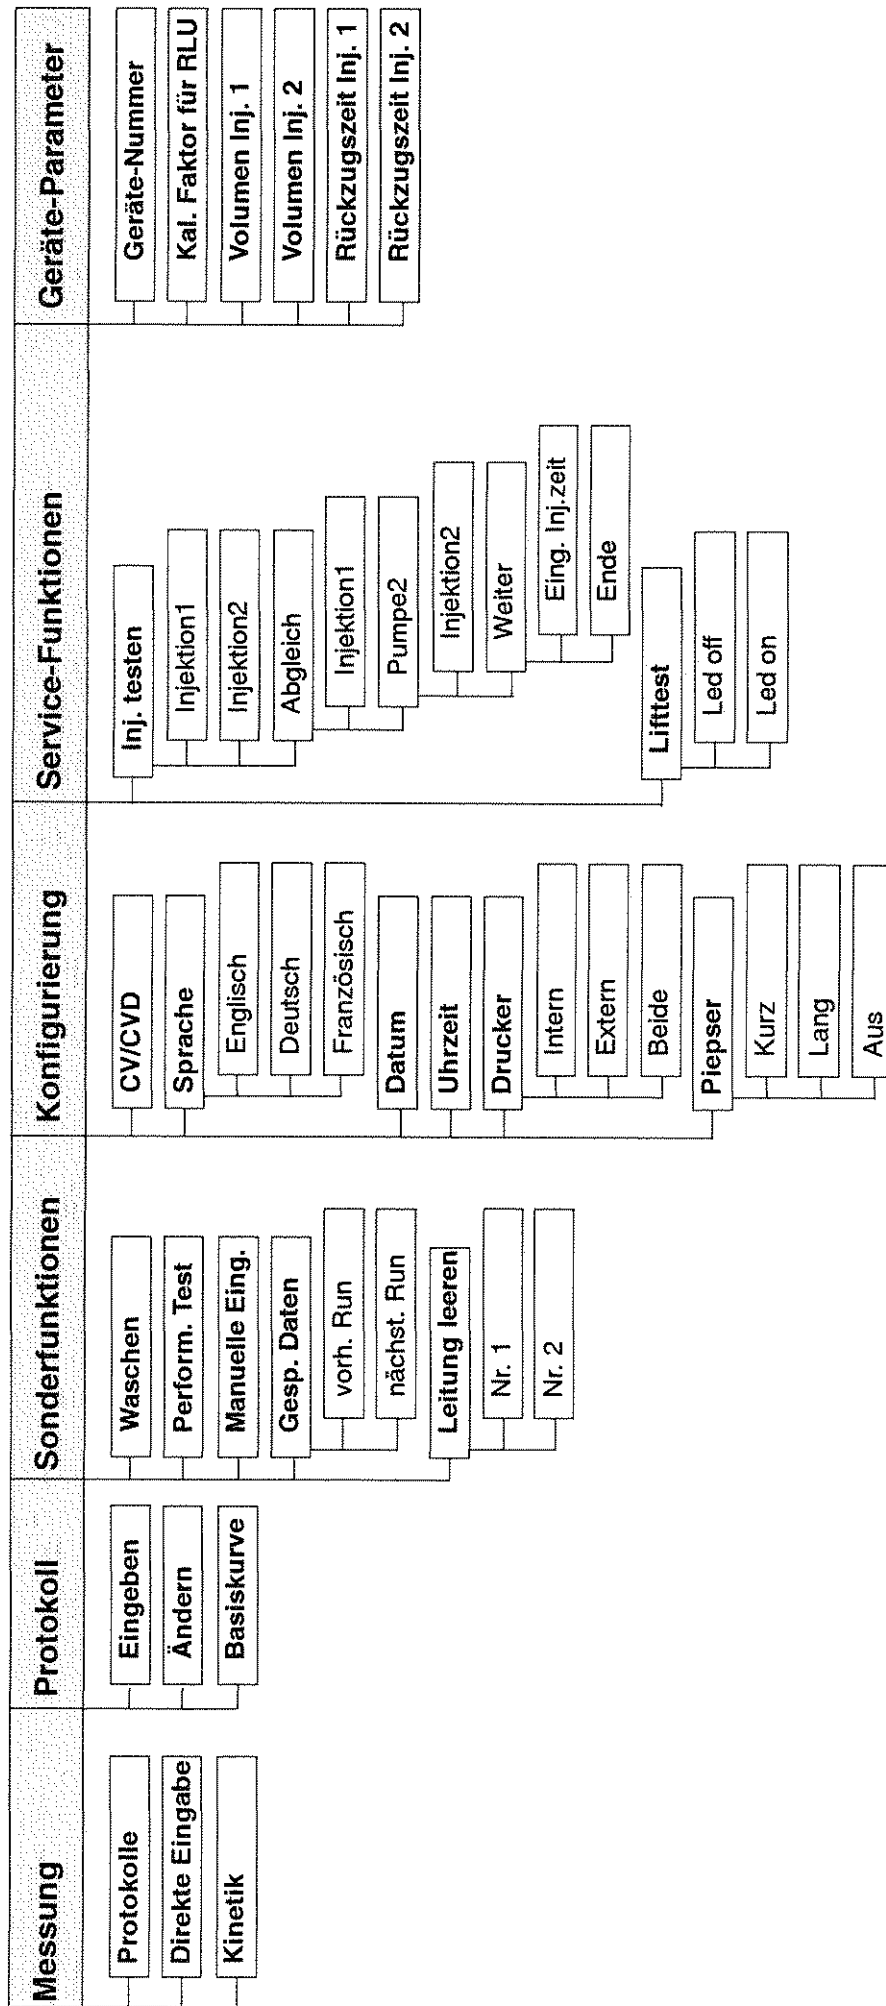 Messung
Protokolle
Direkte Eingabe
Kinetik
Protokoll
Eingeben
Ändern
Basiskurve
Sonderfunktionen
Waschen
Perform. Test
Manuelle Eing.
Gesp. Daten
vorh. Run
nächst. Run
Leitung leeren
Nr. 1
Nr. 2
Konfigurierung
CV/CVD
Sprache
Englisch
Deutsch
Französisch
Datum
Uhrzeit
Drucker
Intern
Extern
Beide
Piepser
Kurz
Lang
Aus
Service-Funktionen
Inj. testen
Injektion1
Injektion2
Abgleich
Injektion1
Pumpe2
Injektion2
Weiter
Eing. Inj.zeit
Ende
Lifttest
Led off
Led on
Geräte-Parameter
Geräte-Nummer
Kal. Faktor für RLU
Volumen Inj. 1
Volumen Inj. 2
Rückzugszeit Inj. 1
Rückzugszeit Inj. 2